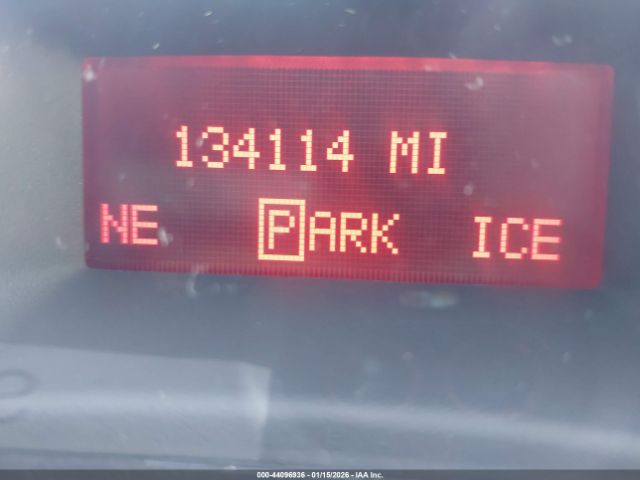 134114 MI
NE PARK ICE
000-44096936 - 01/15/2026 - IAA Inc.